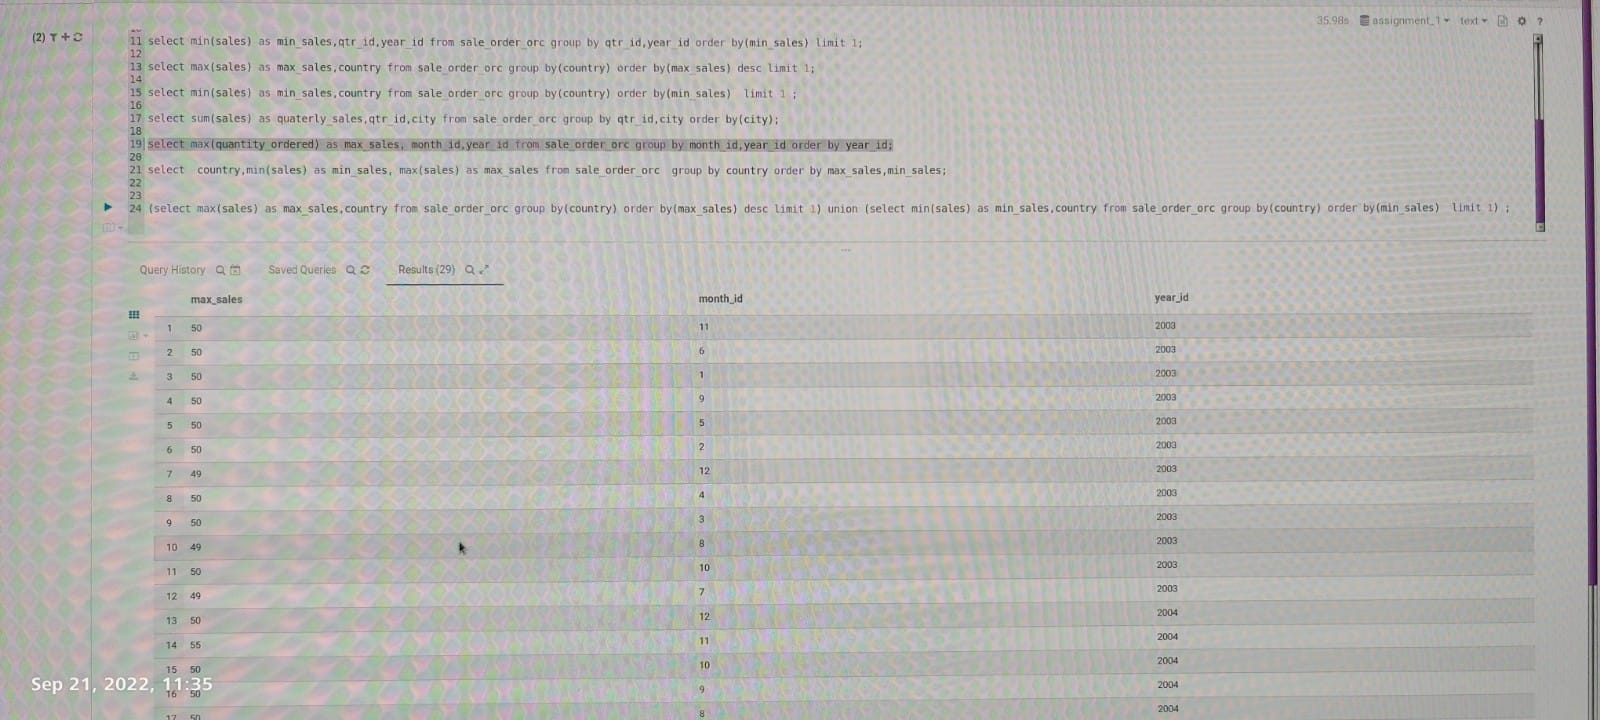 35.98s assignment_1 text ?
(2)
11 select min(sales) as min_sales,qtr_id,year_id from sale_order_orc group by qtr_id,year_id order by(min_sales) limit 1;
12
13 select max(sales) as max_sales,country from sale_order_orc group by(country) order by(max_sales) desc limit 1;
14
15 select min(sales) as min_sales,country from sale_order_orc group by(country) order by(min_sales)  limit 1 ;
16
17 select sum(sales) as quaterly_sales,qtr_id,city from sale_order_orc group by qtr_id,city order by(city);
18
19 select max(quantity_ordered) as max_sales, month_id,year_id from sale_order_orc group by month_id,year_id order by year_id;
20
21 select  country,min(sales) as min_sales, max(sales) as max_sales from sale_order_orc  group by country order by max_sales,min_sales;
22
23
24 (select max(sales) as max_sales,country from sale_order_orc group by(country) order by(max_sales) desc limit 1) union (select min(sales) as min_sales,country from sale_order_orc group by(country) order by(min_sales)  limit 1) ;
Query History Saved Queries Results (29)
max_sales month_id year_id
1 50 11 2003
2 50 6 2003
3 50 1 2003
4 50 9 2003
5 50 5 2003
6 50 2 2003
7 49 12 2003
8 50 4 2003
9 50 3 2003
10 49 8 2003
11 50 10 2003
12 49 7 2003
13 50 12 2004
14 55 11 2004
15 50 10 2004
16 50 9 2004
17 50 8 2004
Sep 21, 2022, 11:35